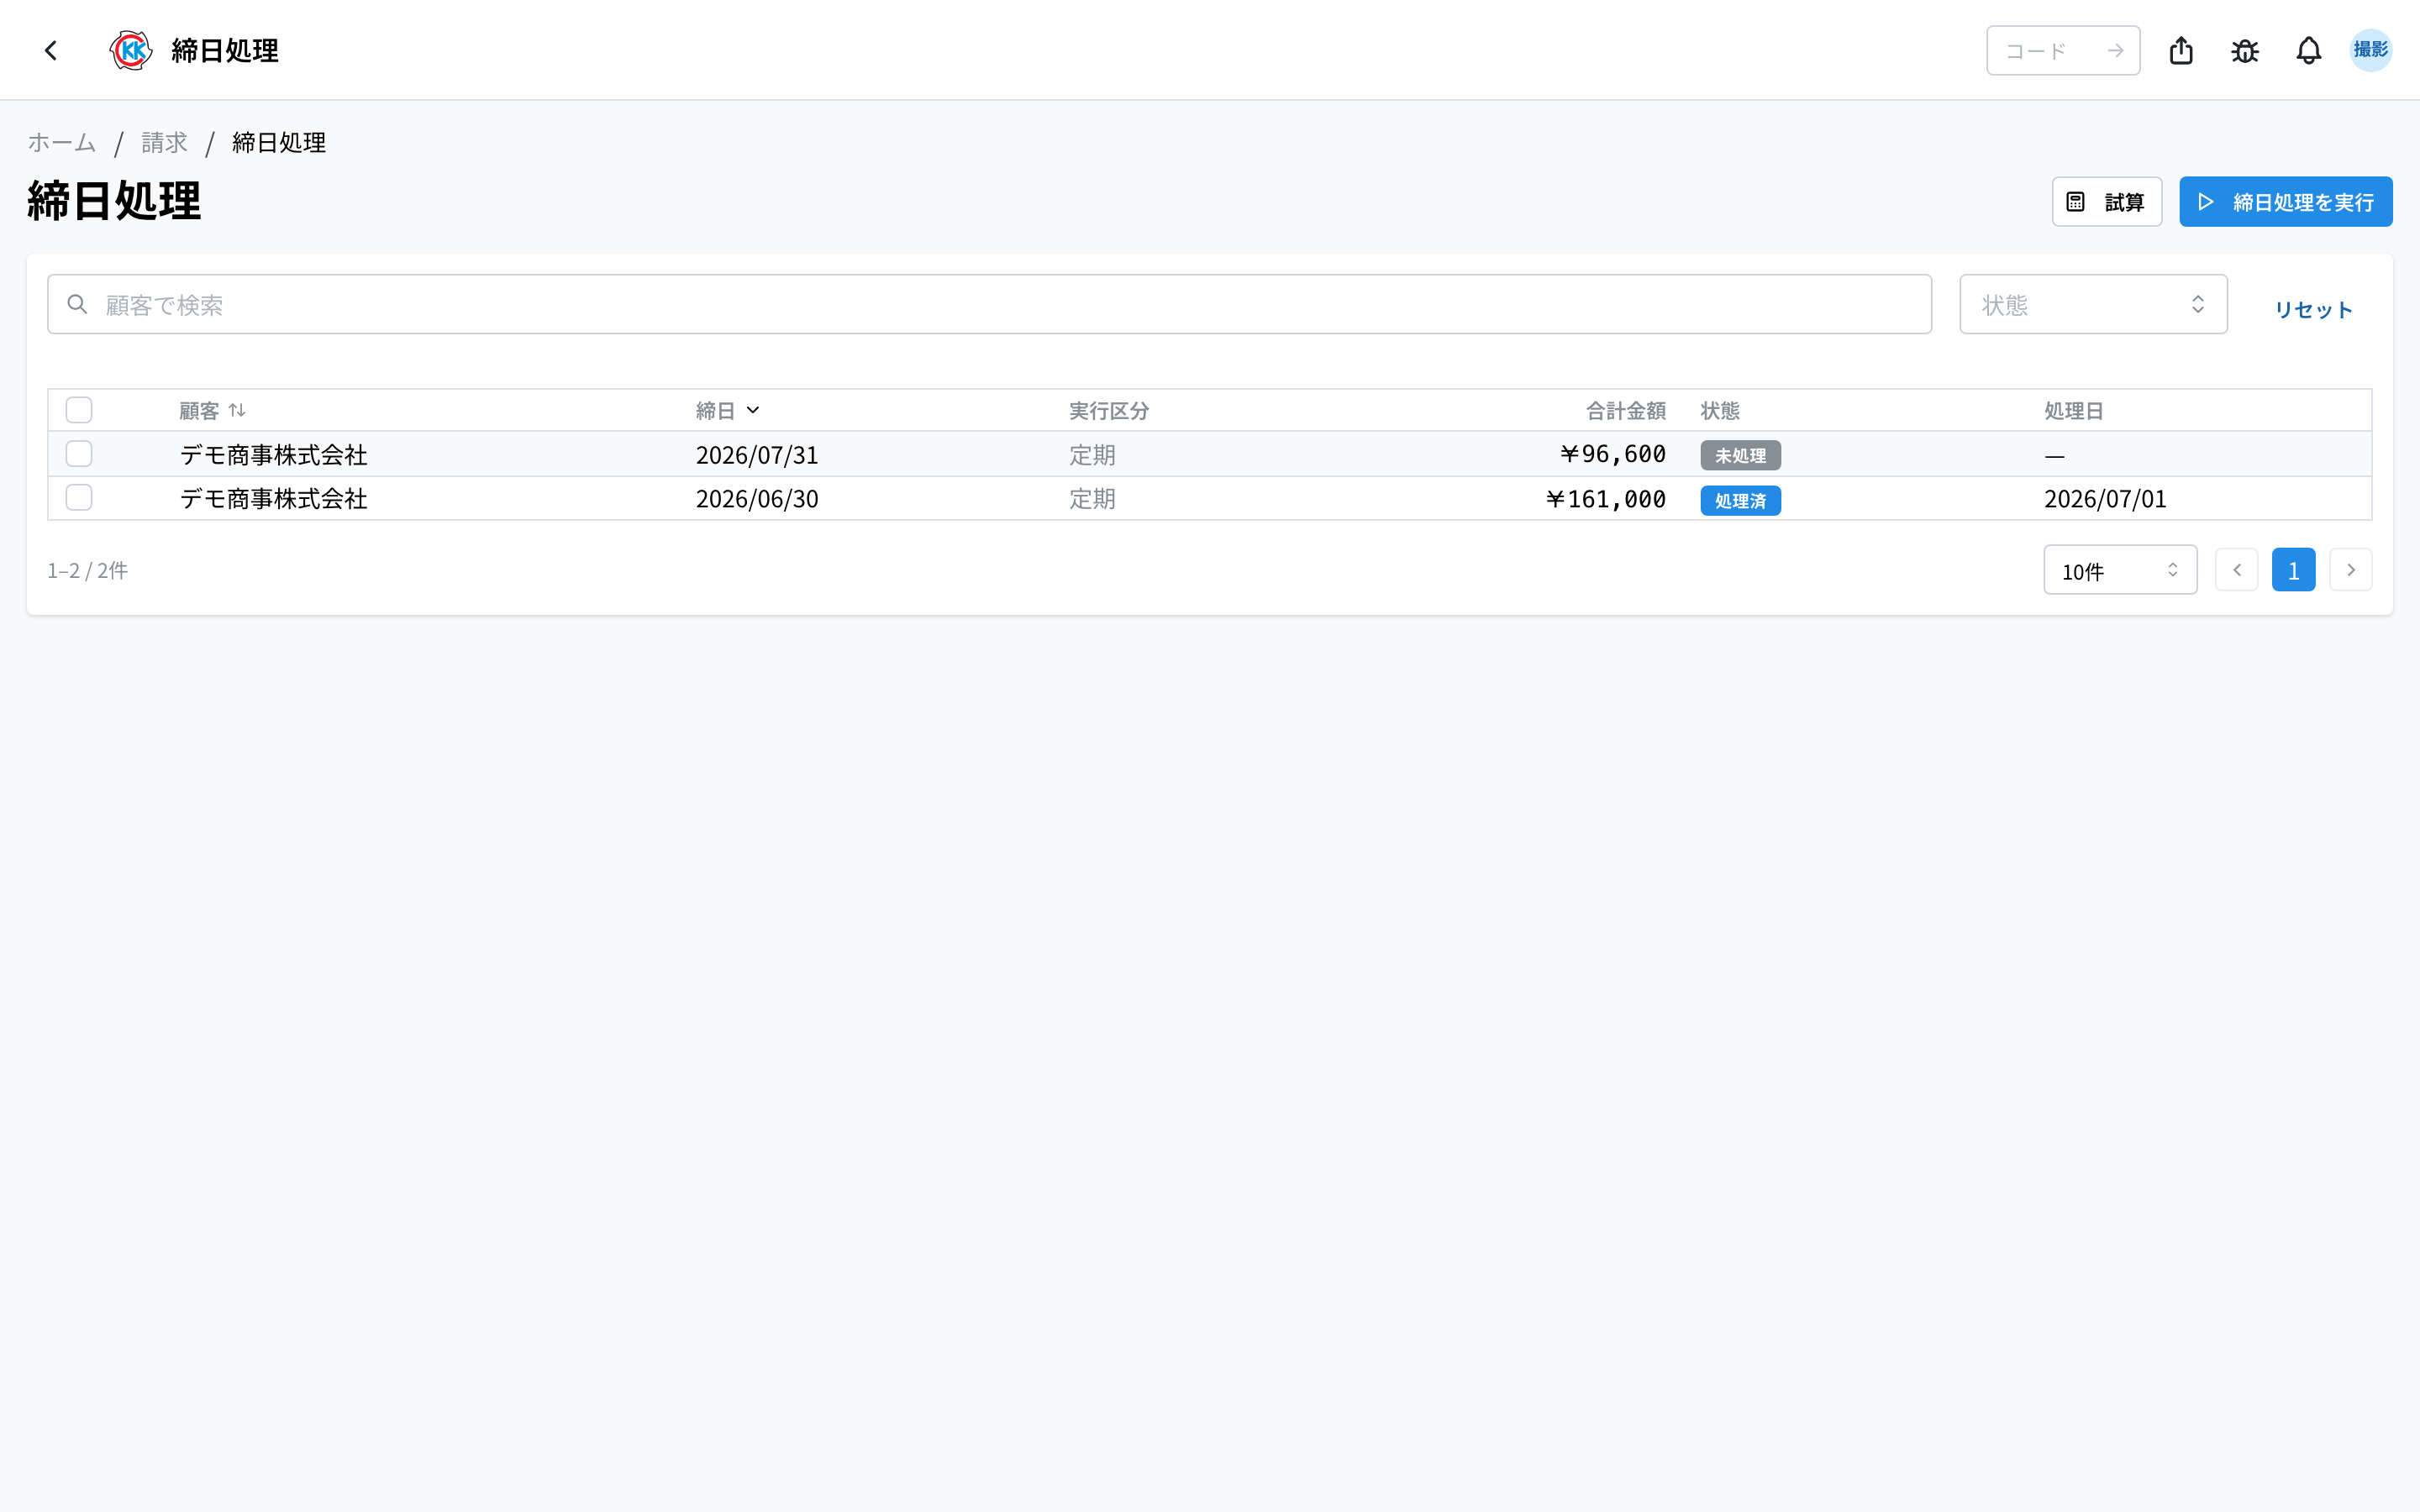 KK 締日処理
コード
撮影
ホーム / 請求 / 締日処理
締日処理
試算
締日処理を実行
顧客で検索
状態
リセット
顧客 締日 実行区分 合計金額 状態 処理日
デモ商事株式会社 2026/07/31 定期 ¥96,600 未処理 —
デモ商事株式会社 2026/06/30 定期 ¥161,000 処理済 2026/07/01
1–2 / 2件
10件
1